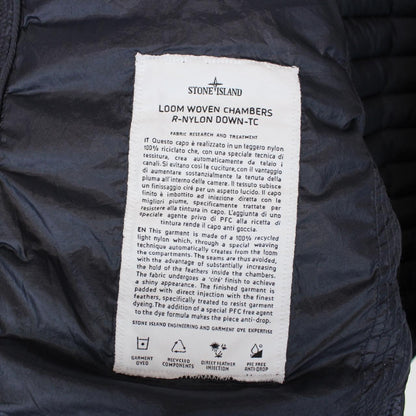 STONE ISLAND
LOOM WOVEN CHAMBERS
R-NYLON DOWN-TC
FABRIC RESEARCH AND TREATMENT
IT Questo capo è realizzato in un leggero nylon
100% riciclato che, con una speciale tecnica di
tessitura, crea automaticamente da telaio i
canali. Si evitano così le cuciture, con il vantaggio
di aumentare sostanzialmente la tenuta della
piuma all'interno delle camere. Il tessuto subisce
un finissaggio ciré per un aspetto lucido. Il capo
finito è imbottito ad iniezione diretta con le
migliori piume, specificamente trattate per
resistere alla tintura in capo. L'aggiunta di uno
speciale agente privo di PFC alla ricetta di
tintura rende il capo anti goccia.
EN This garment is made of a 100% recycled
light nylon which, through a special weaving
technique automatically creates from the loom
the compartments. The seams are thus avoided,
with the advantage of substantially increasing
the hold of the feathers inside the chambers.
The fabric undergoes a 'ciré' finish to achieve
a shiny appearance. The finished garment is
padded with direct injection with the finest
feathers, specifically treated to resist garment
dyeing. The addition of a special PFC free agent
to the dye formula makes the piece anti-drop.
STONE ISLAND ENGINEERING AND GARMENT DYE EXPERTISE
GARMENT
DYED
RECYCLED
COMPONENTS
DIRECT FEATHER
INJECTION
PFC FREE
ANTI DROP